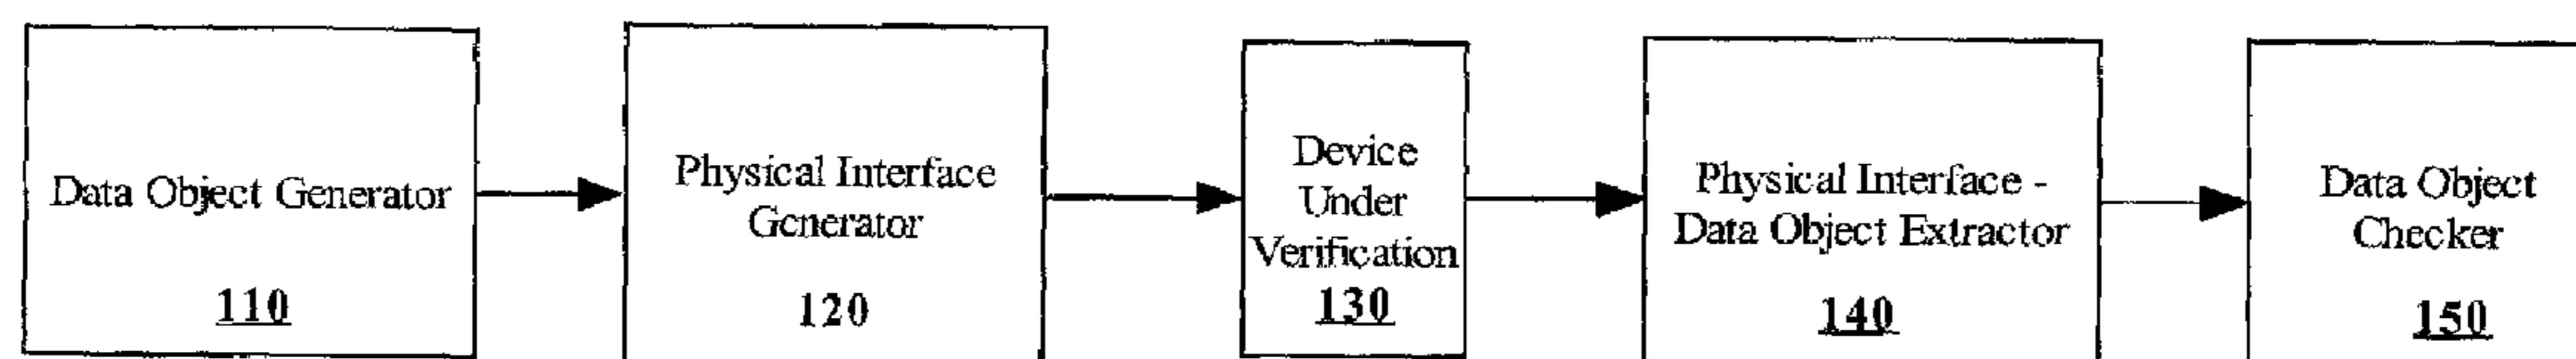 Data Object Generator
110
Physical Interface
Generator
120
Device
Under
Verification
130
Physical Interface -
Data Object Extractor
140
Data Object
Checker
150